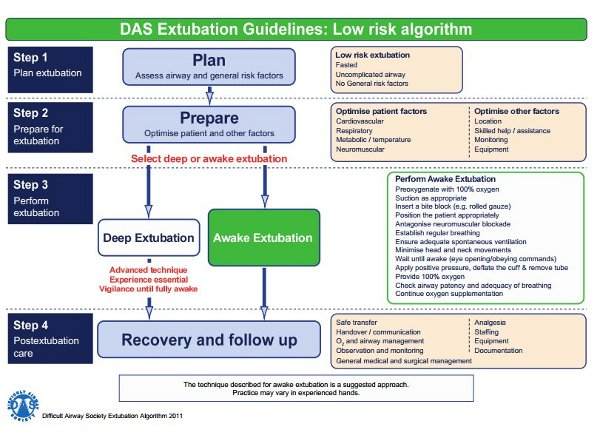 DAS Extubation Guidelines: Low risk algorithm
Step 1
Plan extubation
Plan
Assess airway and general risk factors
Low risk extubation
Fasted
Uncomplicated airway
No General risk factors
Step 2
Prepare for
extubation
Prepare
Optimise patient and other factors
Optimise patient factors
Cardiovascular
Respiratory
Metabolic / temperature
Neuromuscular
Optimise other factors
Location
Skilled help / assistance
Monitoring
Equipment
Select deep or awake extubation
Step 3
Perform
extubation
Deep Extubation
Awake Extubation
Advanced technique
Experience essential
Vigilance until fully awake
Perform Awake Extubation
Preoxygenate with 100% oxygen
Suction as appropriate
Insert a bite block (e.g. rolled gauze)
Position the patient appropriately
Antagonise neuromuscular blockade
Establish regular breathing
Ensure adequate spontaneous ventilation
Minimise head and neck movements
Wait until awake (eye opening/obeying commands)
Apply positive pressure, deflate the cuff & remove tube
Provide 100% oxygen
Check airway patency and adequacy of breathing
Continue oxygen supplementation
Step 4
Postextubation
care
Recovery and follow up
Safe transfer
Handover / communication
O₂ and airway management
Observation and monitoring
General medical and surgical management
Analgesia
Staffing
Equipment
Documentation
The technique described for awake extubation is a suggested approach.
Practice may vary in experienced hands.
DIFFICULT AIRWAY SOCIETY
DAS
Difficult Airway Society Extubation Algorithm 2011